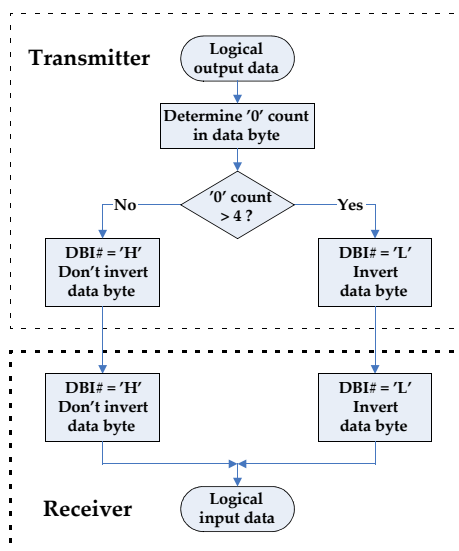 Transmitter
Logical
output data
Determine '0' count
in data byte
'0' count
> 4 ?
No
Yes
DBI# = 'H'
Don't invert
data byte
DBI# = 'L'
Invert
data byte
DBI# = 'H'
Don't invert
data byte
DBI# = 'L'
Invert
data byte
Receiver
Logical
input data